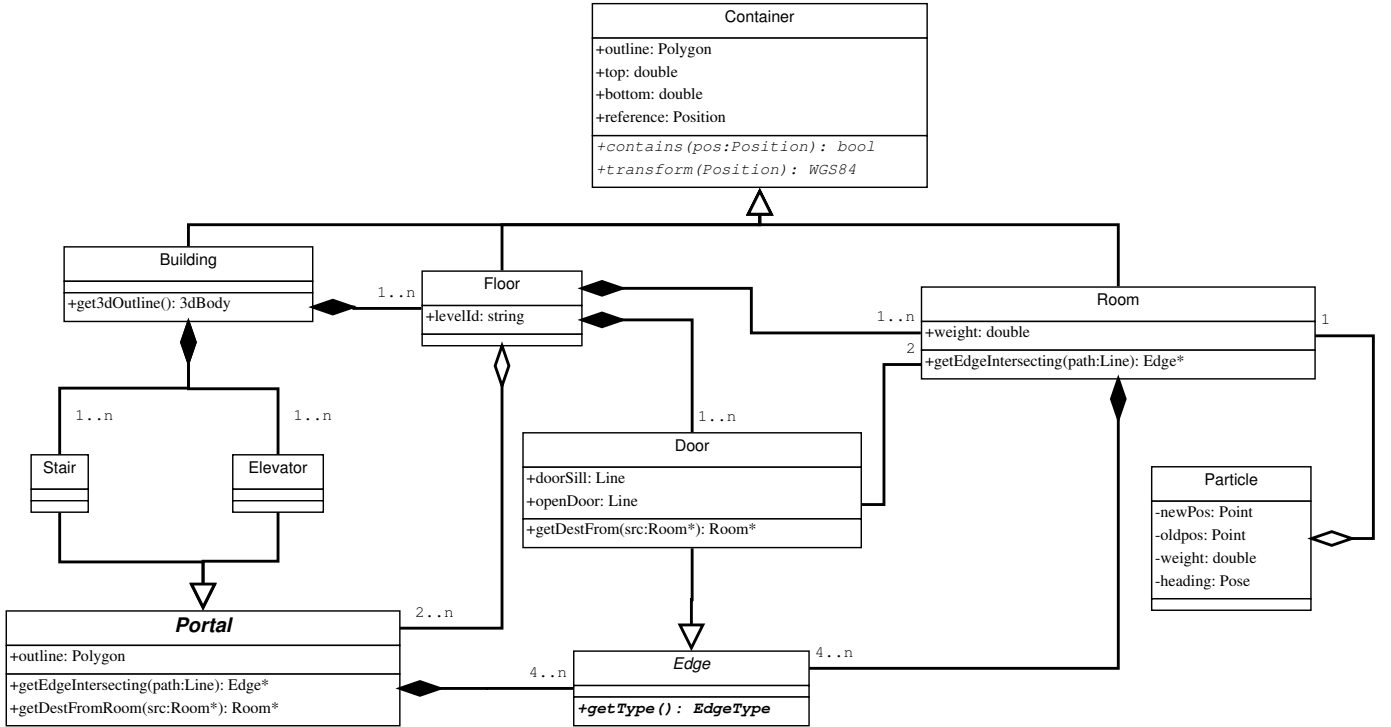 Container
+outline: Polygon
+top: double
+bottom: double
+reference: Position
+contains(pos:Position): bool
+transform(Position): WGS84
Building
+get3dOutline(): 3dBody
1..n
Floor
+levelId: string
1..n
Room
+weight: double
+getEdgeIntersecting(path:Line): Edge*
2
1
1..n
1..n
1..n
Stair
Elevator
Door
+doorSill: Line
+openDoor: Line
+getDestFrom(src:Room*): Room*
Particle
-newPos: Point
-oldpos: Point
-weight: double
-heading: Pose
2..n
Portal
+outline: Polygon
+getEdgeIntersecting(path:Line): Edge*
+getDestFromRoom(src:Room*): Room*
4..n
Edge
+getType(): EdgeType
4..n